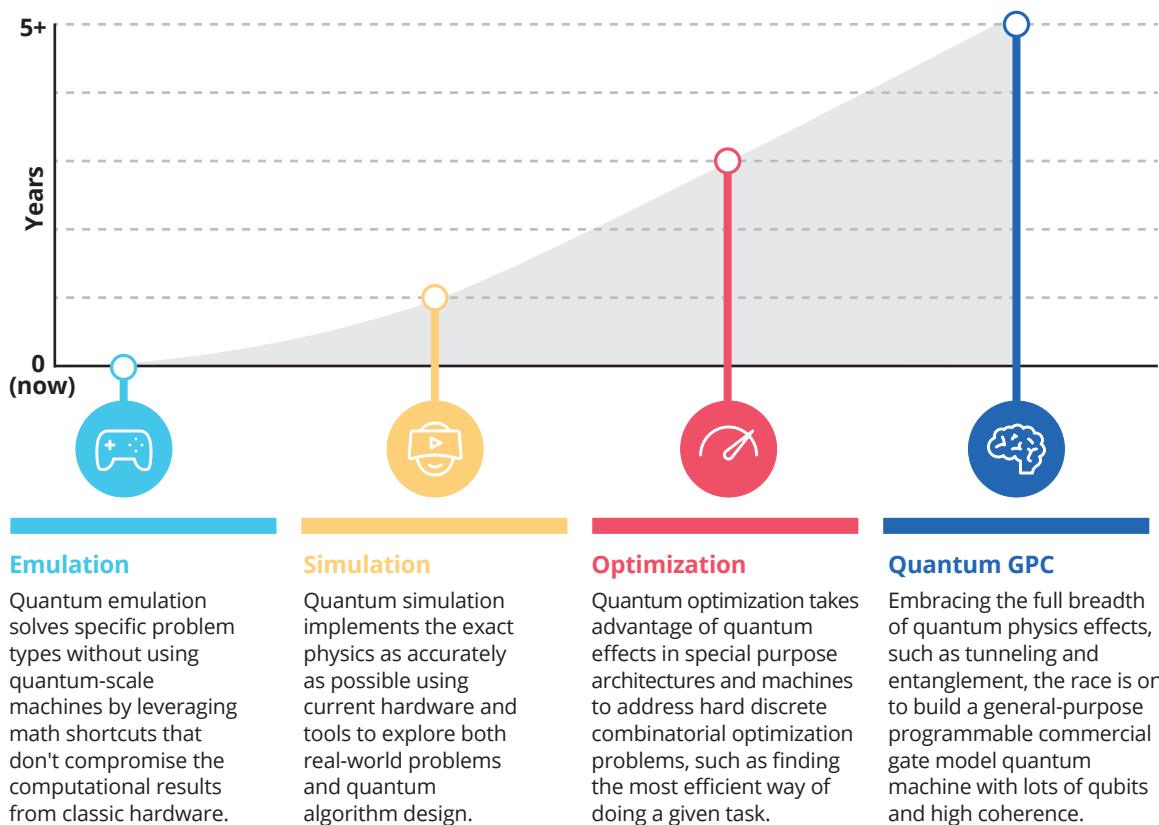 5+
Years
0
(now)
Emulation
Quantum emulation
solves specific problem
types without using
quantum-scale
machines by leveraging
math shortcuts that
don't compromise the
computational results
from classic hardware.
Simulation
Quantum simulation
implements the exact
physics as accurately
as possible using
current hardware and
tools to explore both
real-world problems
and quantum
algorithm design.
Optimization
Quantum optimization takes
advantage of quantum
effects in special purpose
architectures and machines
to address hard discrete
combinatorial optimization
problems, such as finding
the most efficient way of
doing a given task.
Quantum GPC
Embracing the full breadth
of quantum physics effects,
such as tunneling and
entanglement, the race is on
to build a general-purpose
programmable commercial
gate model quantum
machine with lots of qubits
and high coherence.